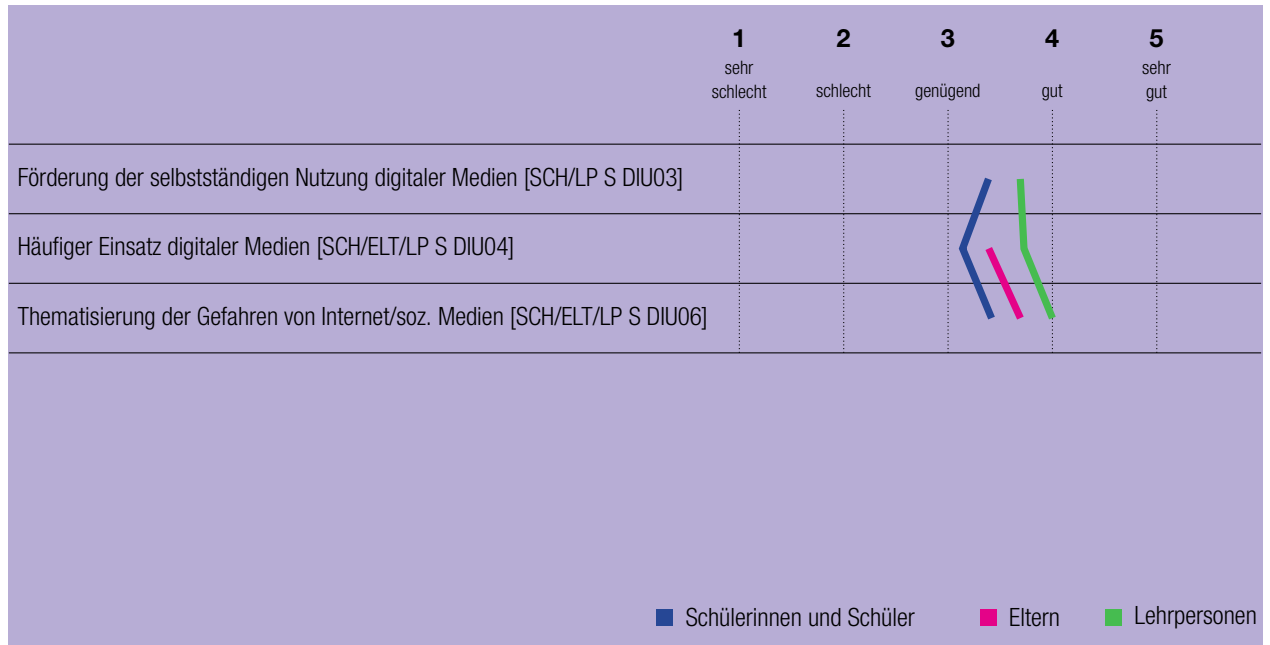 1 2 3 4 5
sehr sehr
schlecht schlecht genügend gut gut
Förderung der selbstständigen Nutzung digitaler Medien [SCH/LP S DIU03]
Häufiger Einsatz digitaler Medien [SCH/ELT/LP S DIU04]
Thematisierung der Gefahren von Internet/soz. Medien [SCH/ELT/LP S DIU06]
Schülerinnen und Schüler Eltern Lehrpersonen